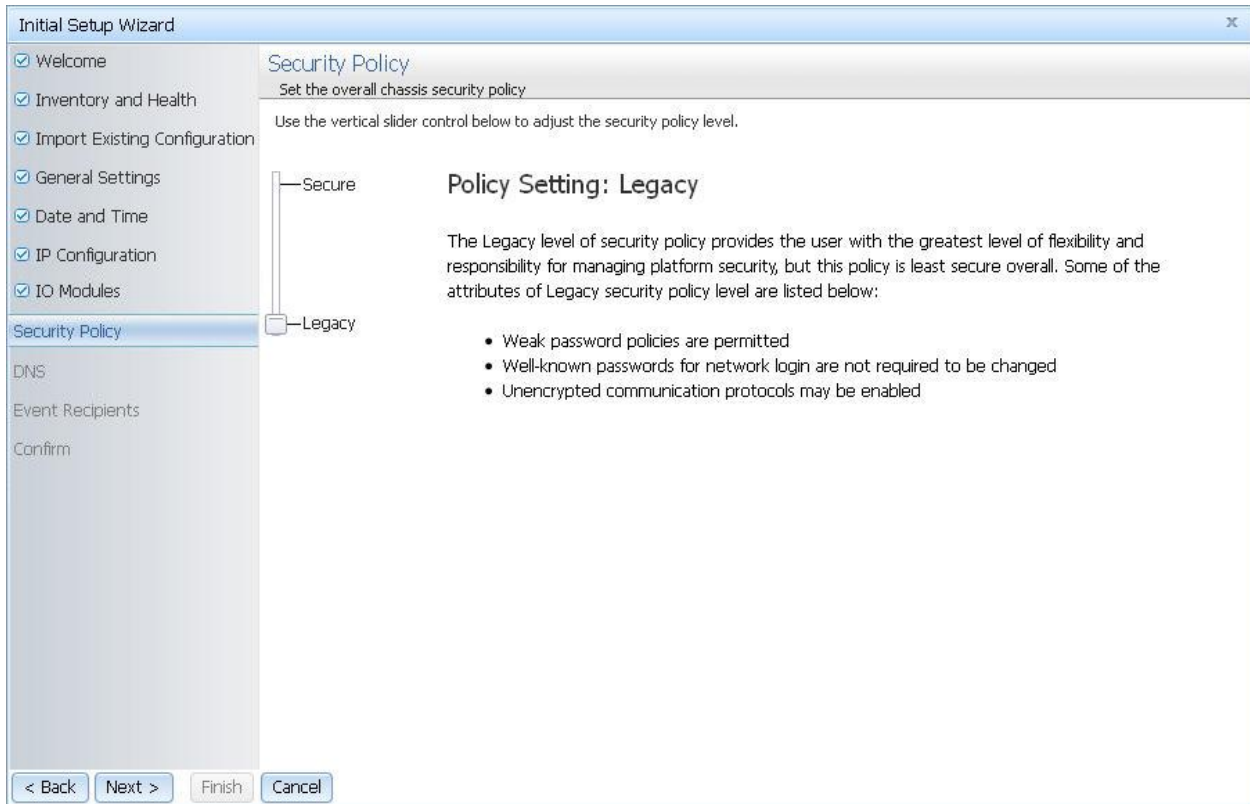 Initial Setup Wizard
x
Welcome
Inventory and Health
Import Existing Configuration
General Settings
Date and Time
IP Configuration
IO Modules
Security Policy
DNS
Event Recipients
Confirm
Security Policy
Set the overall chassis security policy
Use the vertical slider control below to adjust the security policy level.
Secure
Legacy
Policy Setting: Legacy
The Legacy level of security policy provides the user with the greatest level of flexibility and
responsibility for managing platform security, but this policy is least secure overall. Some of the
attributes of Legacy security policy level are listed below:
• Weak password policies are permitted
• Well-known passwords for network login are not required to be changed
• Unencrypted communication protocols may be enabled
< Back
Next >
Finish
Cancel